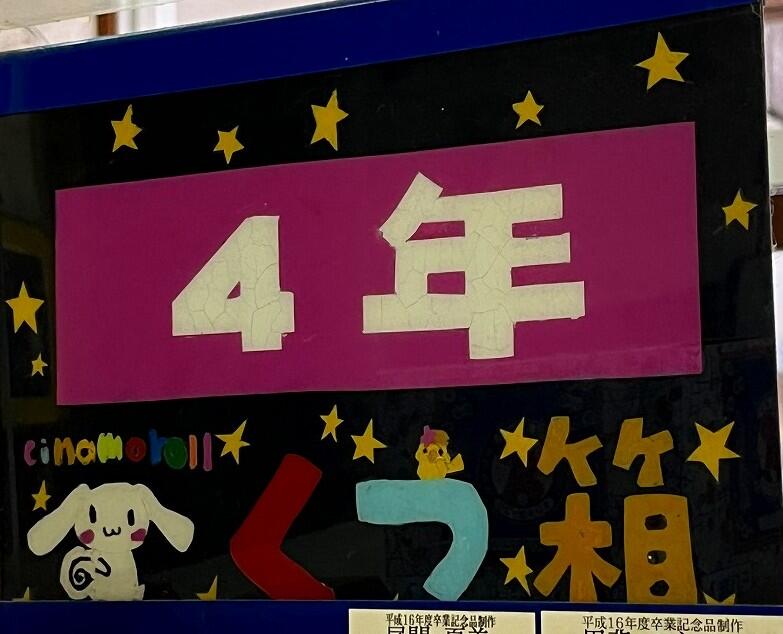 4年
cinamoroll
くつ箱
平成16年度卒業記念品制作
平成16年度卒業記念品制作